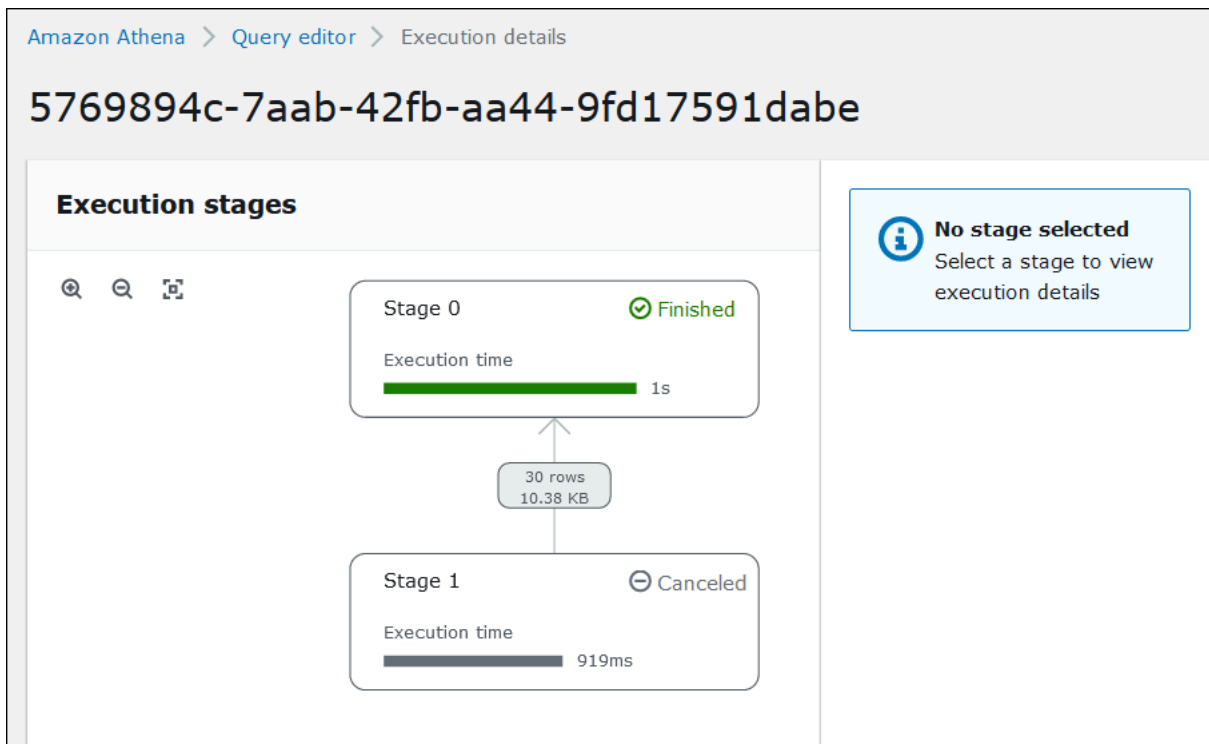 Amazon Athena > Query editor > Execution details
5769894c-7aab-42fb-aa44-9fd17591dabe
Execution stages
No stage selected
Select a stage to view
execution details
Stage 0 Finished
Execution time
1s
30 rows
10.38 KB
Stage 1 Canceled
Execution time
919ms